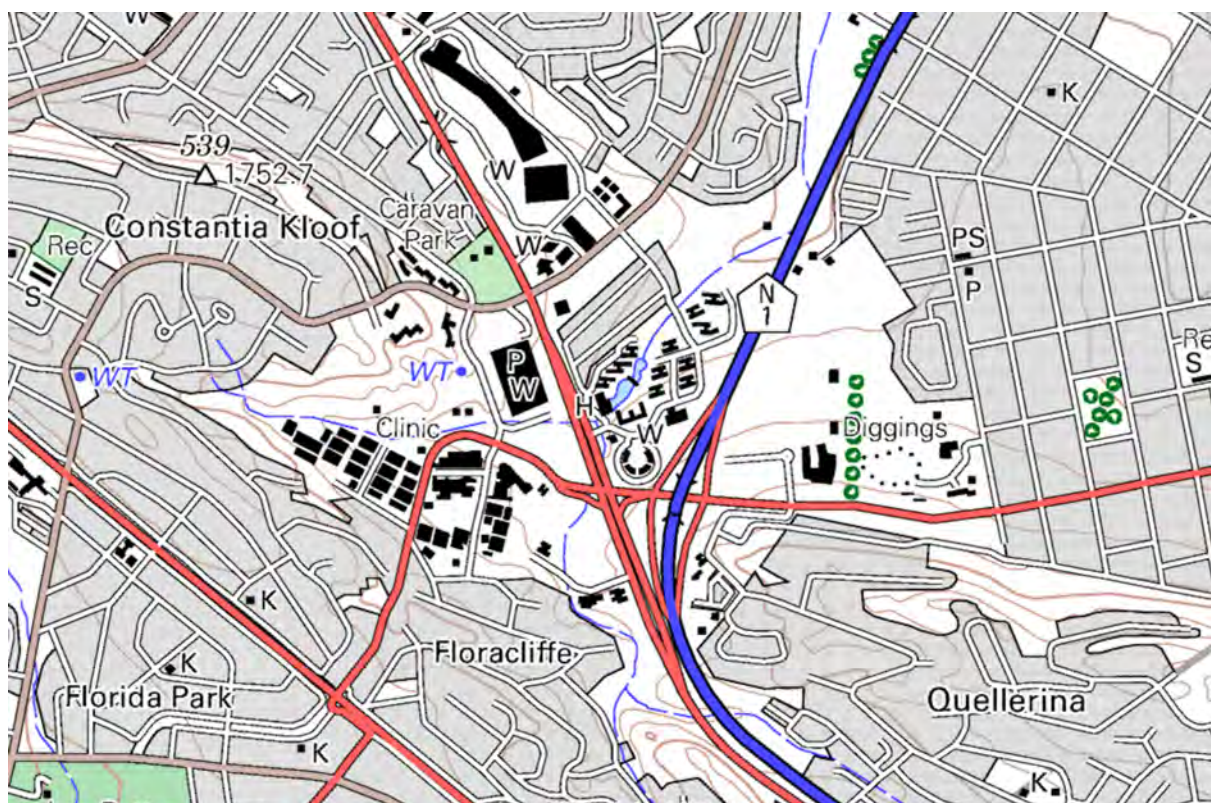 W
K
539
1752.7
W
Caravan
Park
Constantia Kloof
Rec
W
PS
P
S
N
1
Re
S
P
W
WT
WT
H
Clinic
W
Diggings
K
K
Floracliffe
Florida Park
Quellerina
K
K